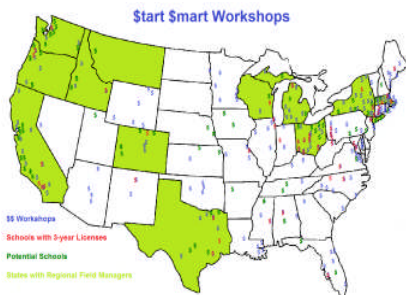 $tart $mart Workshops
$$ Workshops
Schools with 3-year Licenses
Potential Schools
States with Regional Field Managers